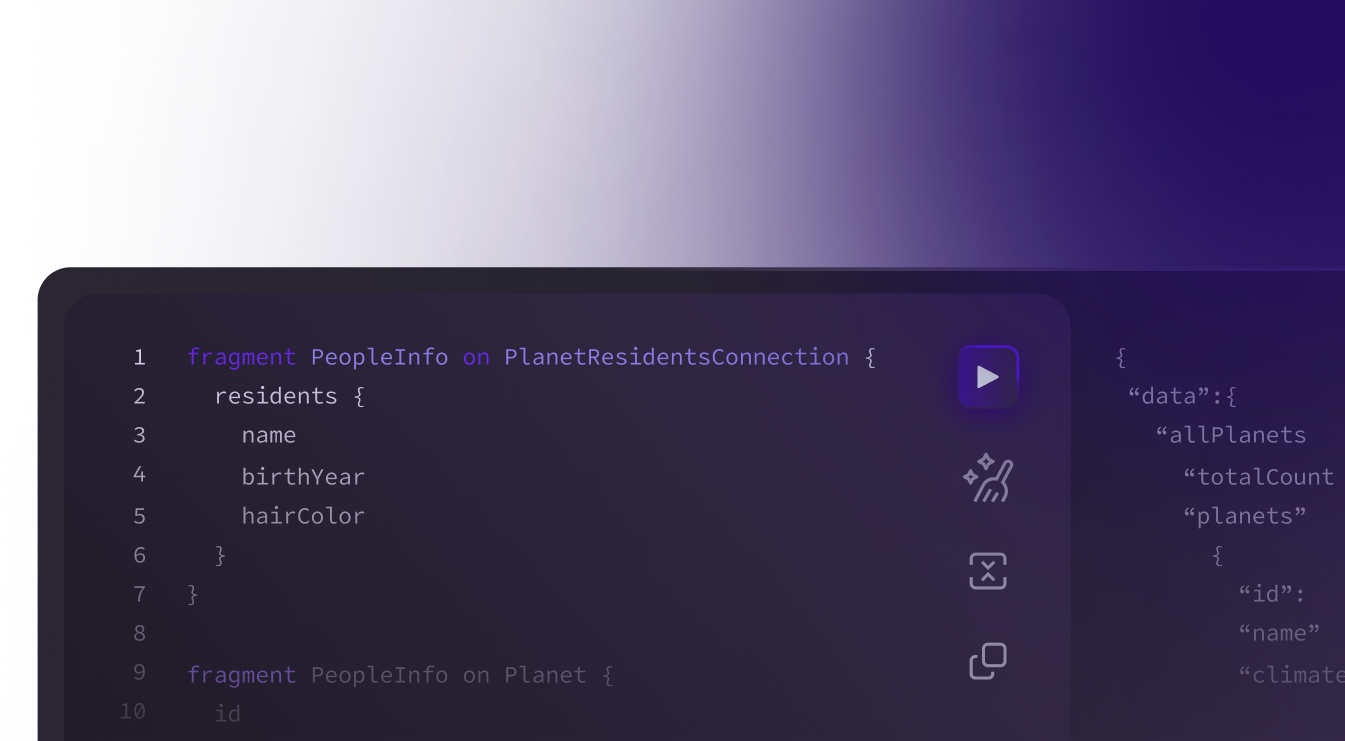 1 fragment PeopleInfo on PlanetResidentsConnection {
2 residents {
3 name
4 birthYear
5 hairColor
6 }
7 }
8
9 fragment PeopleInfo on Planet {
10 id
{
“data”:{
“allPlanets
“totalCount
“planets”
{
“id”:
“name”
“climate